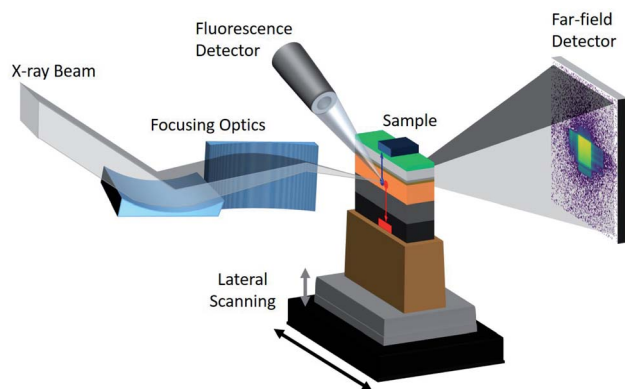 Fluorescence
Detector
Far-field
Detector
X-ray Beam
Focusing Optics
Sample
Lateral
Scanning